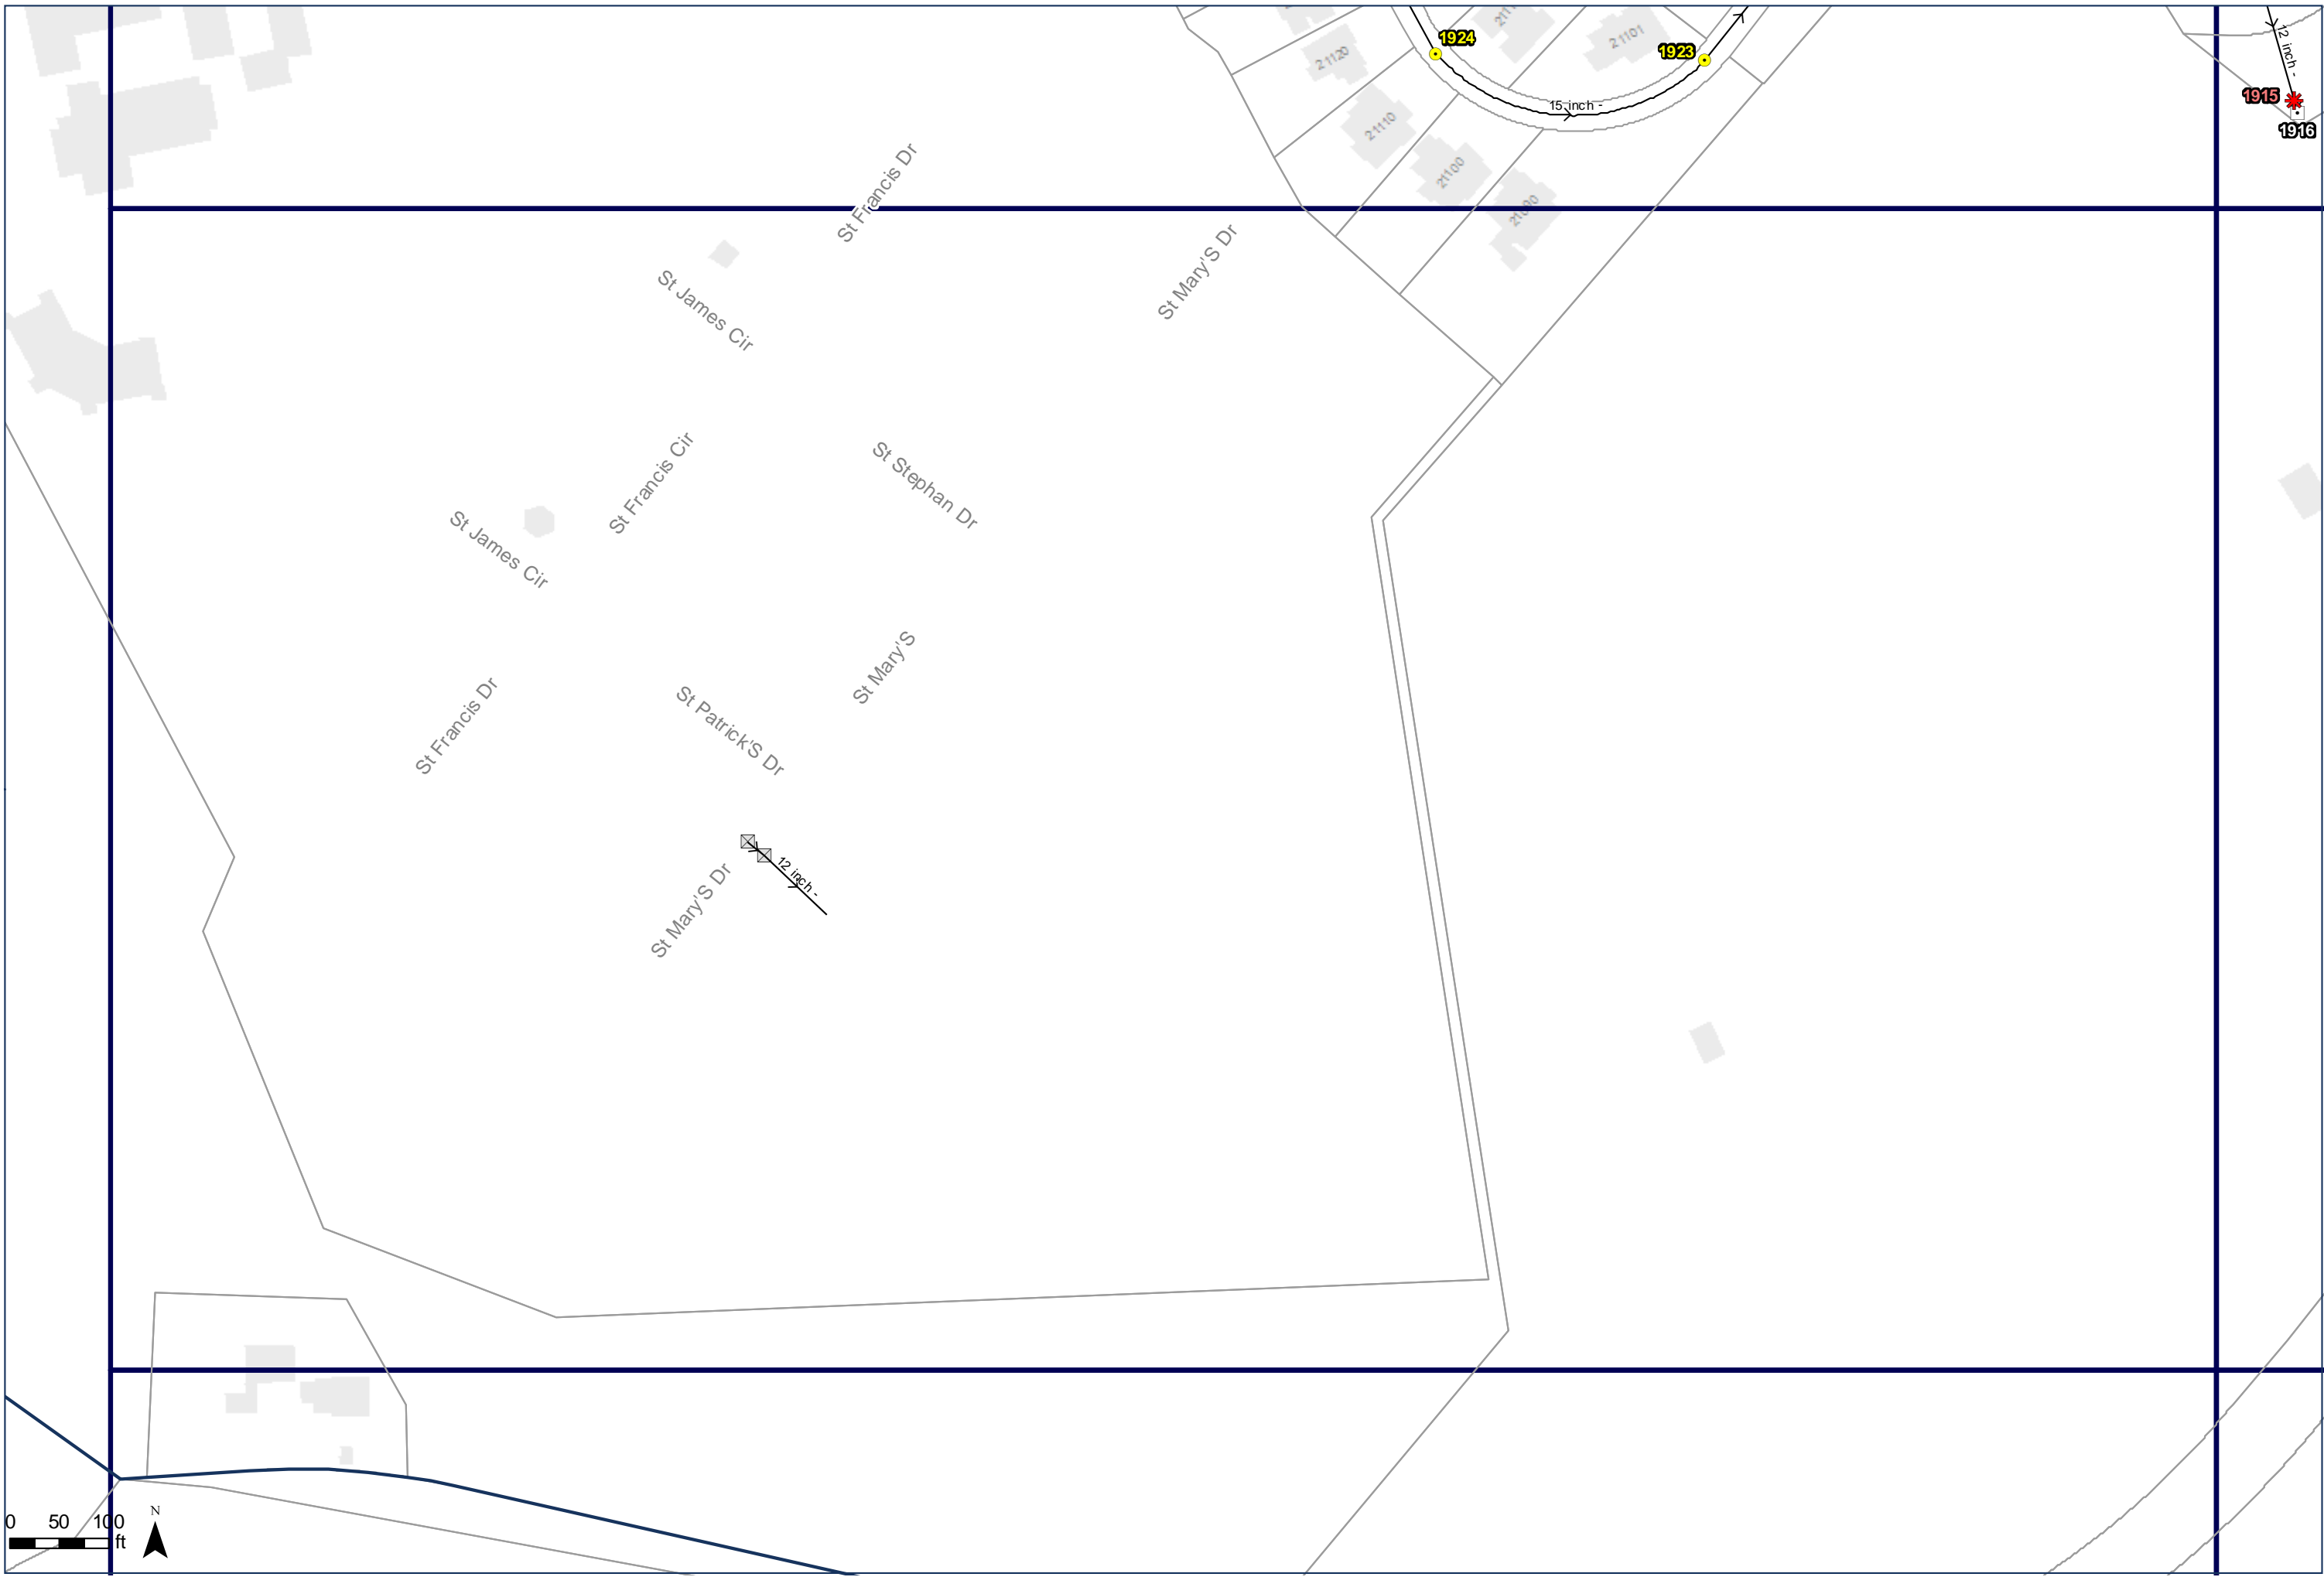 1924
21101
1923
21120
12 inch -
1915
1916
15 inch -
21110
21100
St Francis Dr
21090
St Mary'S Dr
St James Cir
St Francis Cir
St Stephan Dr
St James Cir
St Mary'S
St Francis Dr
St Patrick'S Dr
12 inch -
St Mary'S Dr
N
0 50 100
ft